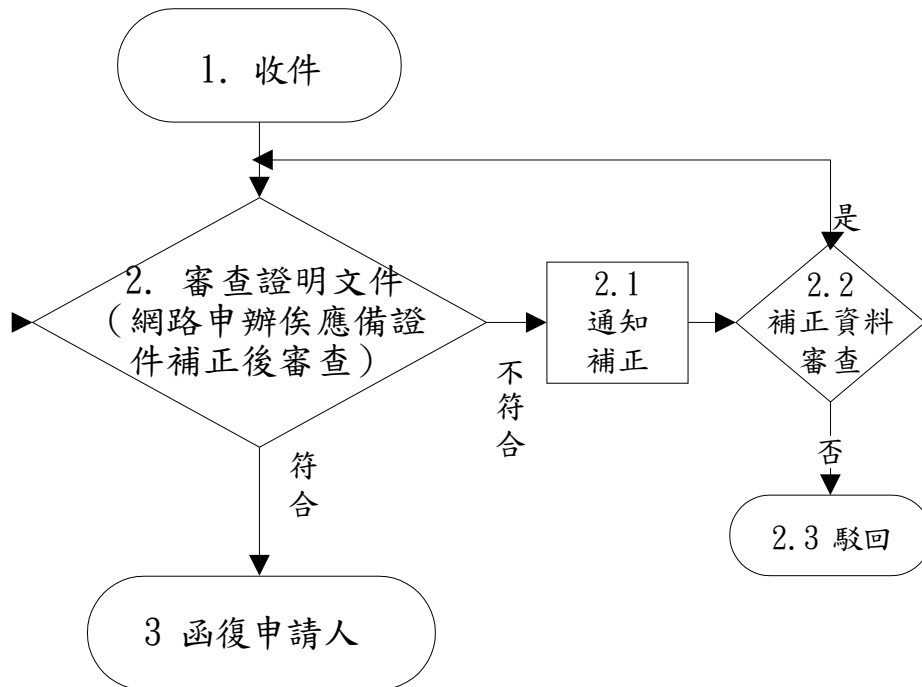 1. 收件
是
2. 審查證明文件
（網路申辦俟應備證
件補正後審查）
2.1
通知
補正
2.2
補正資料
審查
不
符
合
符
合
否
2.3 駁回
3 函復申請人